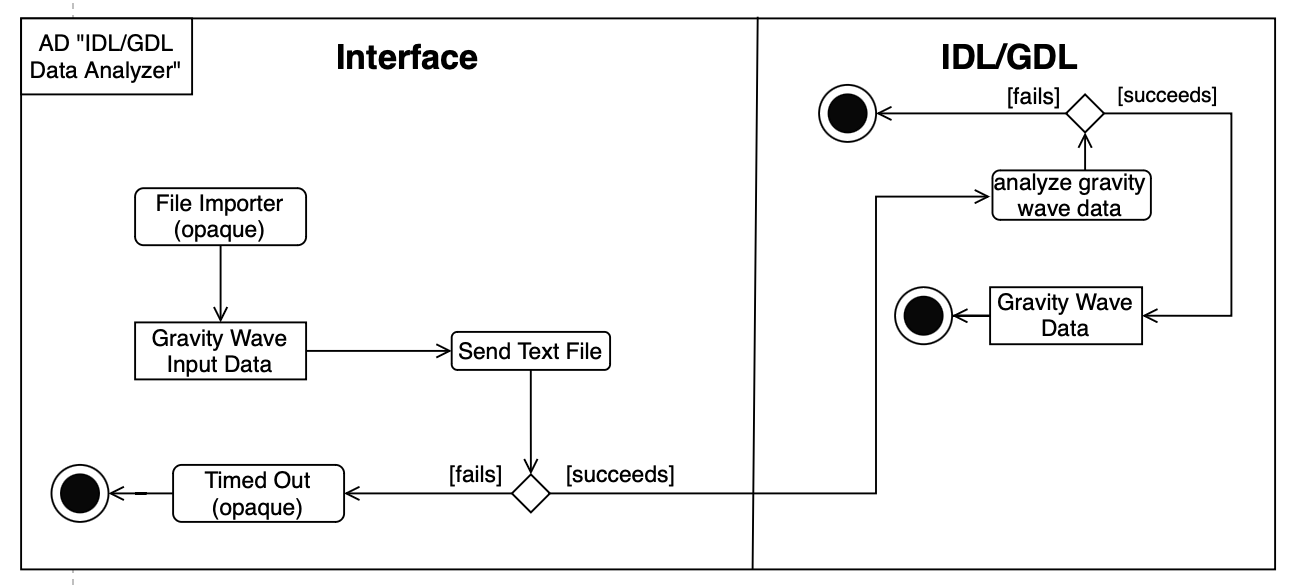 AD "IDL/GDL
Data Analyzer"
Interface
IDL/GDL
[fails]
[succeeds]
analyze gravity
wave data
File Importer
(opaque)
Gravity Wave
Data
Gravity Wave
Input Data
Send Text File
[fails]
[succeeds]
Timed Out
(opaque)